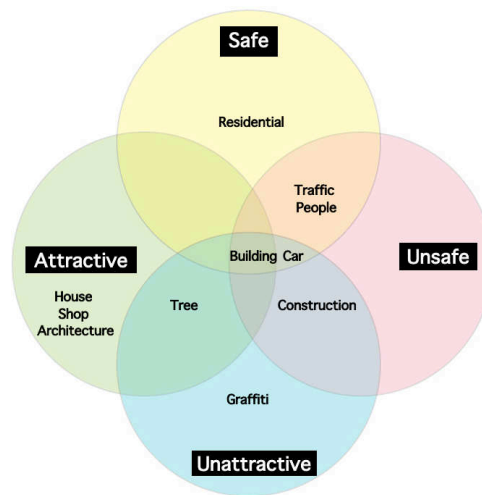 Safe
Residential
Traffic
People
Building Car
Attractive
Unsafe
House
Shop
Architecture
Tree
Construction
Graffiti
Unattractive